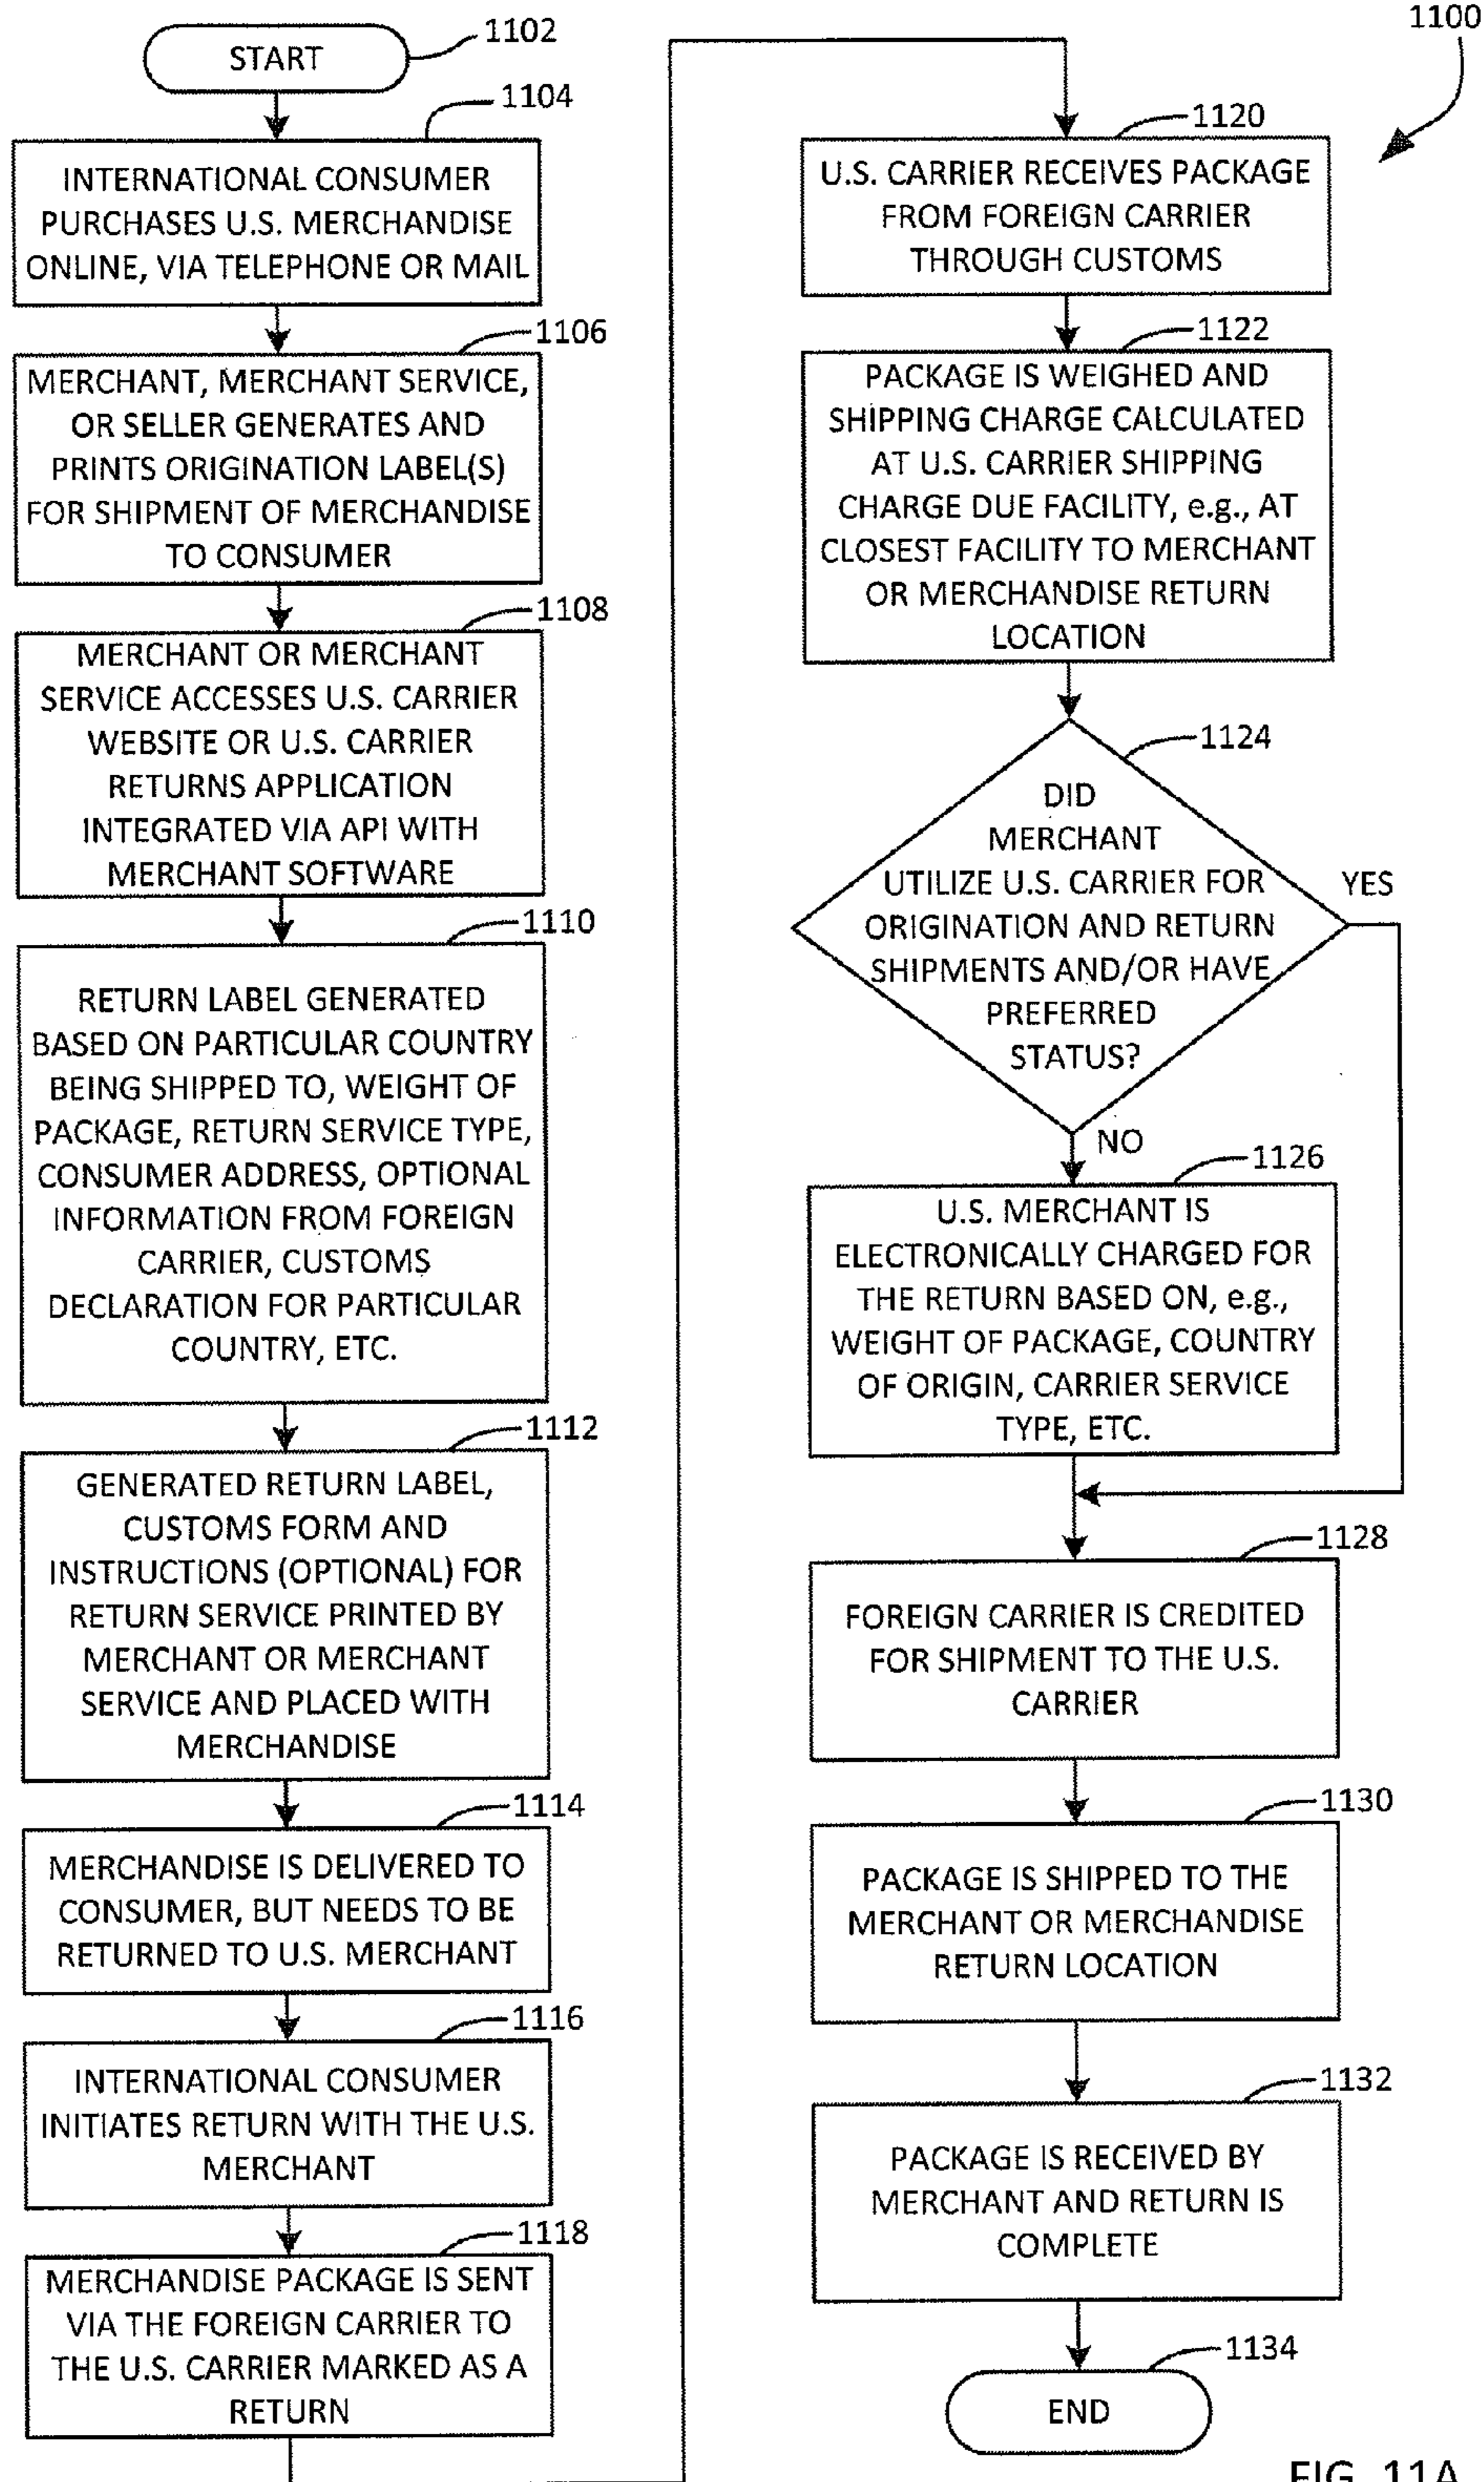 1100
START
1102
1104
INTERNATIONAL CONSUMER
PURCHASES U.S. MERCHANDISE
ONLINE, VIA TELEPHONE OR MAIL
1106
MERCHANT, MERCHANT SERVICE,
OR SELLER GENERATES AND
PRINTS ORIGINATION LABEL(S)
FOR SHIPMENT OF MERCHANDISE
TO CONSUMER
1108
MERCHANT OR MERCHANT
SERVICE ACCESSES U.S. CARRIER
WEBSITE OR U.S. CARRIER
RETURNS APPLICATION
INTEGRATED VIA API WITH
MERCHANT SOFTWARE
1110
RETURN LABEL GENERATED
BASED ON PARTICULAR COUNTRY
BEING SHIPPED TO, WEIGHT OF
PACKAGE, RETURN SERVICE TYPE,
CONSUMER ADDRESS, OPTIONAL
INFORMATION FROM FOREIGN
CARRIER, CUSTOMS
DECLARATION FOR PARTICULAR
COUNTRY, ETC.
1112
GENERATED RETURN LABEL,
CUSTOMS FORM AND
INSTRUCTIONS (OPTIONAL) FOR
RETURN SERVICE PRINTED BY
MERCHANT OR MERCHANT
SERVICE AND PLACED WITH
MERCHANDISE
1114
MERCHANDISE IS DELIVERED TO
CONSUMER, BUT NEEDS TO BE
RETURNED TO U.S. MERCHANT
1116
INTERNATIONAL CONSUMER
INITIATES RETURN WITH THE U.S.
MERCHANT
1118
MERCHANDISE PACKAGE IS SENT
VIA THE FOREIGN CARRIER TO
THE U.S. CARRIER MARKED AS A
RETURN
1120
U.S. CARRIER RECEIVES PACKAGE
FROM FOREIGN CARRIER
THROUGH CUSTOMS
1122
PACKAGE IS WEIGHED AND
SHIPPING CHARGE CALCULATED
AT U.S. CARRIER SHIPPING
CHARGE DUE FACILITY, e.g., AT
CLOSEST FACILITY TO MERCHANT
OR MERCHANDISE RETURN
LOCATION
1124
DID
MERCHANT
UTILIZE U.S. CARRIER FOR
ORIGINATION AND RETURN
SHIPMENTS AND/OR HAVE
PREFERRED
STATUS?
YES
NO
1126
U.S. MERCHANT IS
ELECTRONICALLY CHARGED FOR
THE RETURN BASED ON, e.g.,
WEIGHT OF PACKAGE, COUNTRY
OF ORIGIN, CARRIER SERVICE
TYPE, ETC.
1128
FOREIGN CARRIER IS CREDITED
FOR SHIPMENT TO THE U.S.
CARRIER
1130
PACKAGE IS SHIPPED TO THE
MERCHANT OR MERCHANDISE
RETURN LOCATION
1132
PACKAGE IS RECEIVED BY
MERCHANT AND RETURN IS
COMPLETE
1134
END
FIG. 11A